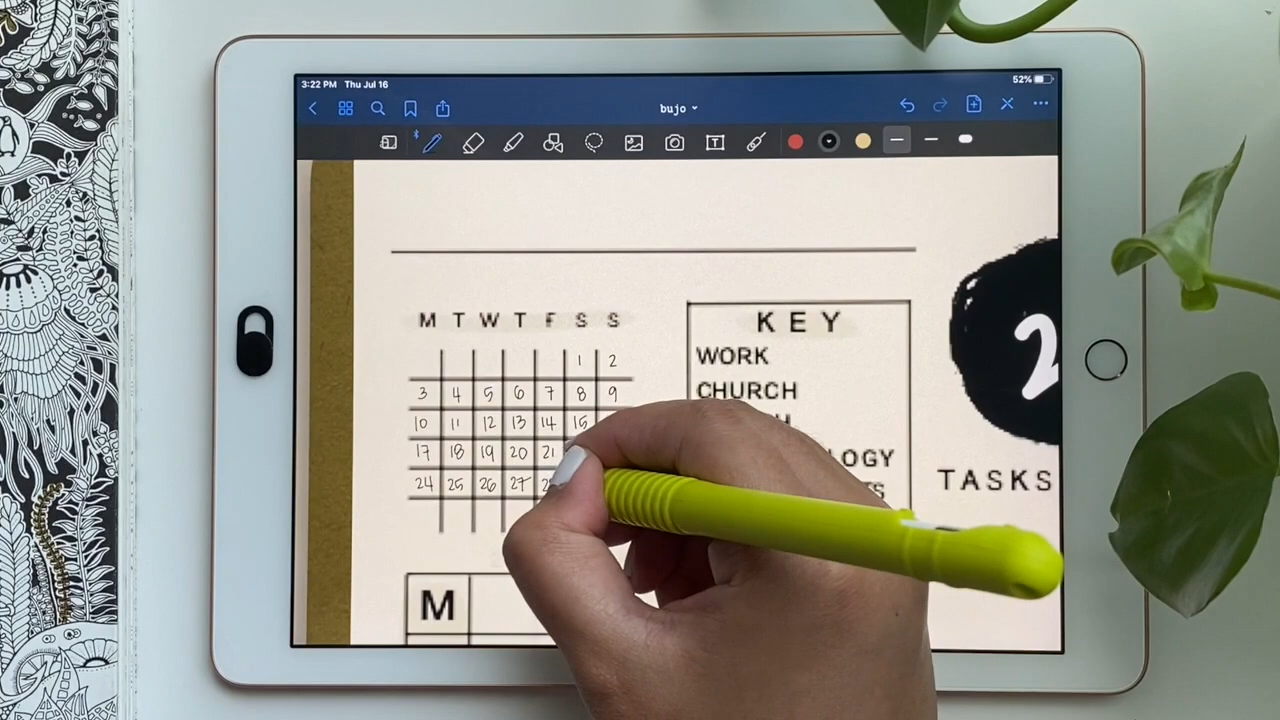 3:22 PM Thu Jul 16
52%
bujo
T
M T W T F S S
1 2
3 4 5 6 7 8 9
10 11 12 13 14 15
17 18 19 20 21
24 25 26 27
M
KEY
WORK
CHURCH
TASKS